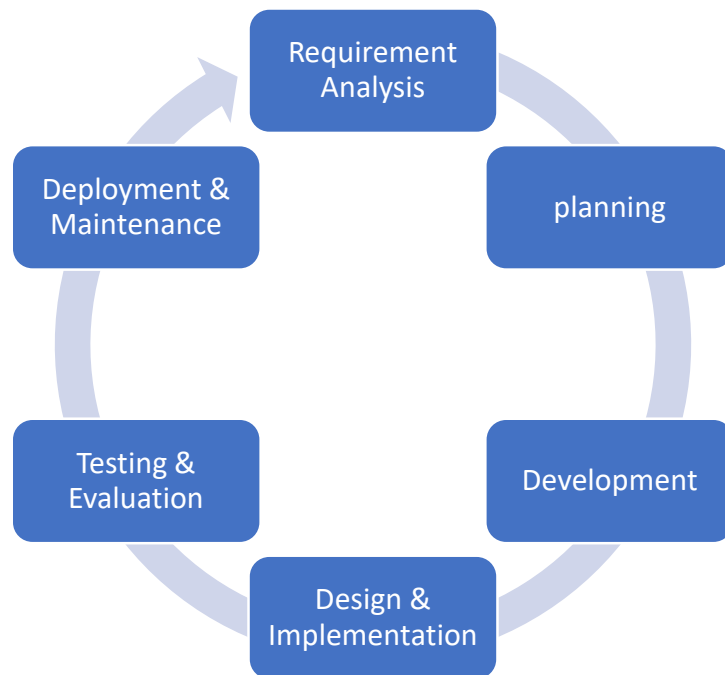 Requirement
Analysis
planning
Development
Design &
Implementation
Testing &
Evaluation
Deployment &
Maintenance